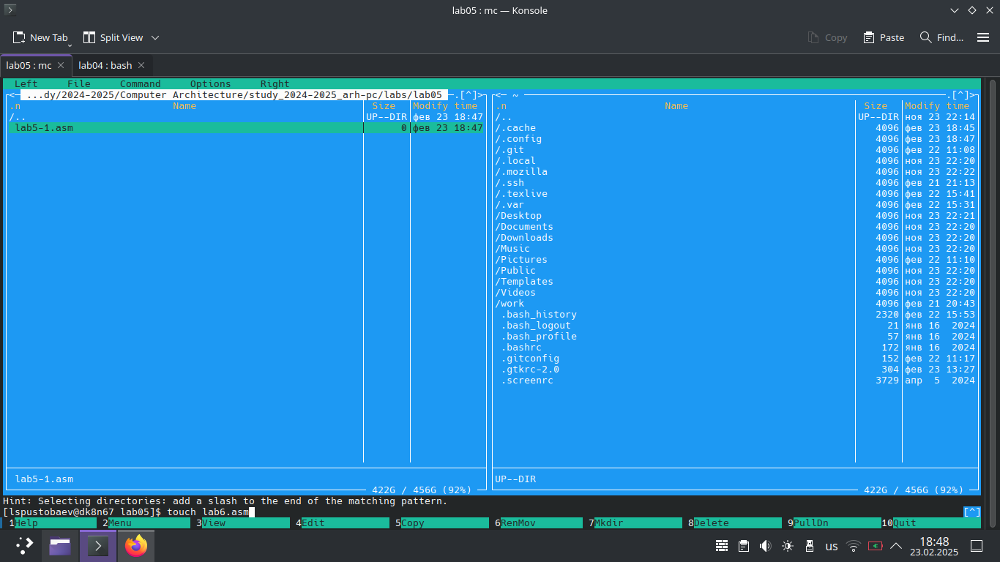 lab05 : mc — Konsole
New Tab Split View Copy Paste Find...
lab05 : mc lab04 : bash
Left File Command Options Right
<─ ...dy/2024-2025/Computer Architecture/study_2024-2025_arh-pc/labs/lab05 ─.[^]>
.n Name Size Modify time
/.. UP--DIR фев 23 18:47
lab5-1.asm 0 фев 23 18:47
lab5-1.asm
422G / 456G (92%)
<─ ~ .[^]>
.n Name Size Modify time
/.. UP--DIR ноя 23 22:14
/.cache 4096 фев 23 18:45
/.config 4096 фев 23 18:47
/.git 4096 фев 22 11:08
/.local 4096 ноя 23 22:20
/.mozilla 4096 ноя 23 22:22
/.ssh 4096 фев 21 21:13
/.texlive 4096 фев 22 15:41
/.var 4096 фев 22 15:31
/Desktop 4096 ноя 23 22:21
/Documents 4096 ноя 23 22:20
/Downloads 4096 ноя 23 22:20
/Music 4096 ноя 23 22:20
/Pictures 4096 фев 22 11:10
/Public 4096 ноя 23 22:20
/Templates 4096 ноя 23 22:20
/Videos 4096 ноя 23 22:20
/work 4096 фев 21 20:43
.bash_history 2320 фев 22 15:53
.bash_logout 21 янв 16 2024
.bash_profile 57 янв 16 2024
.bashrc 172 янв 16 2024
.gitconfig 152 фев 22 11:17
.gtkrc-2.0 304 фев 23 13:27
.screenrc 3729 апр 5 2024
UP--DIR
422G / 456G (92%)
Hint: Selecting directories: add a slash to the end of the matching pattern.
[lspustobaev@dk8n67 lab05]$ touch lab6.asm [^]
1Help 2Menu 3View 4Edit 5Copy 6RenMov 7Mkdir 8Delete 9PullDn 10Quit
us 18:48
23.02.2025